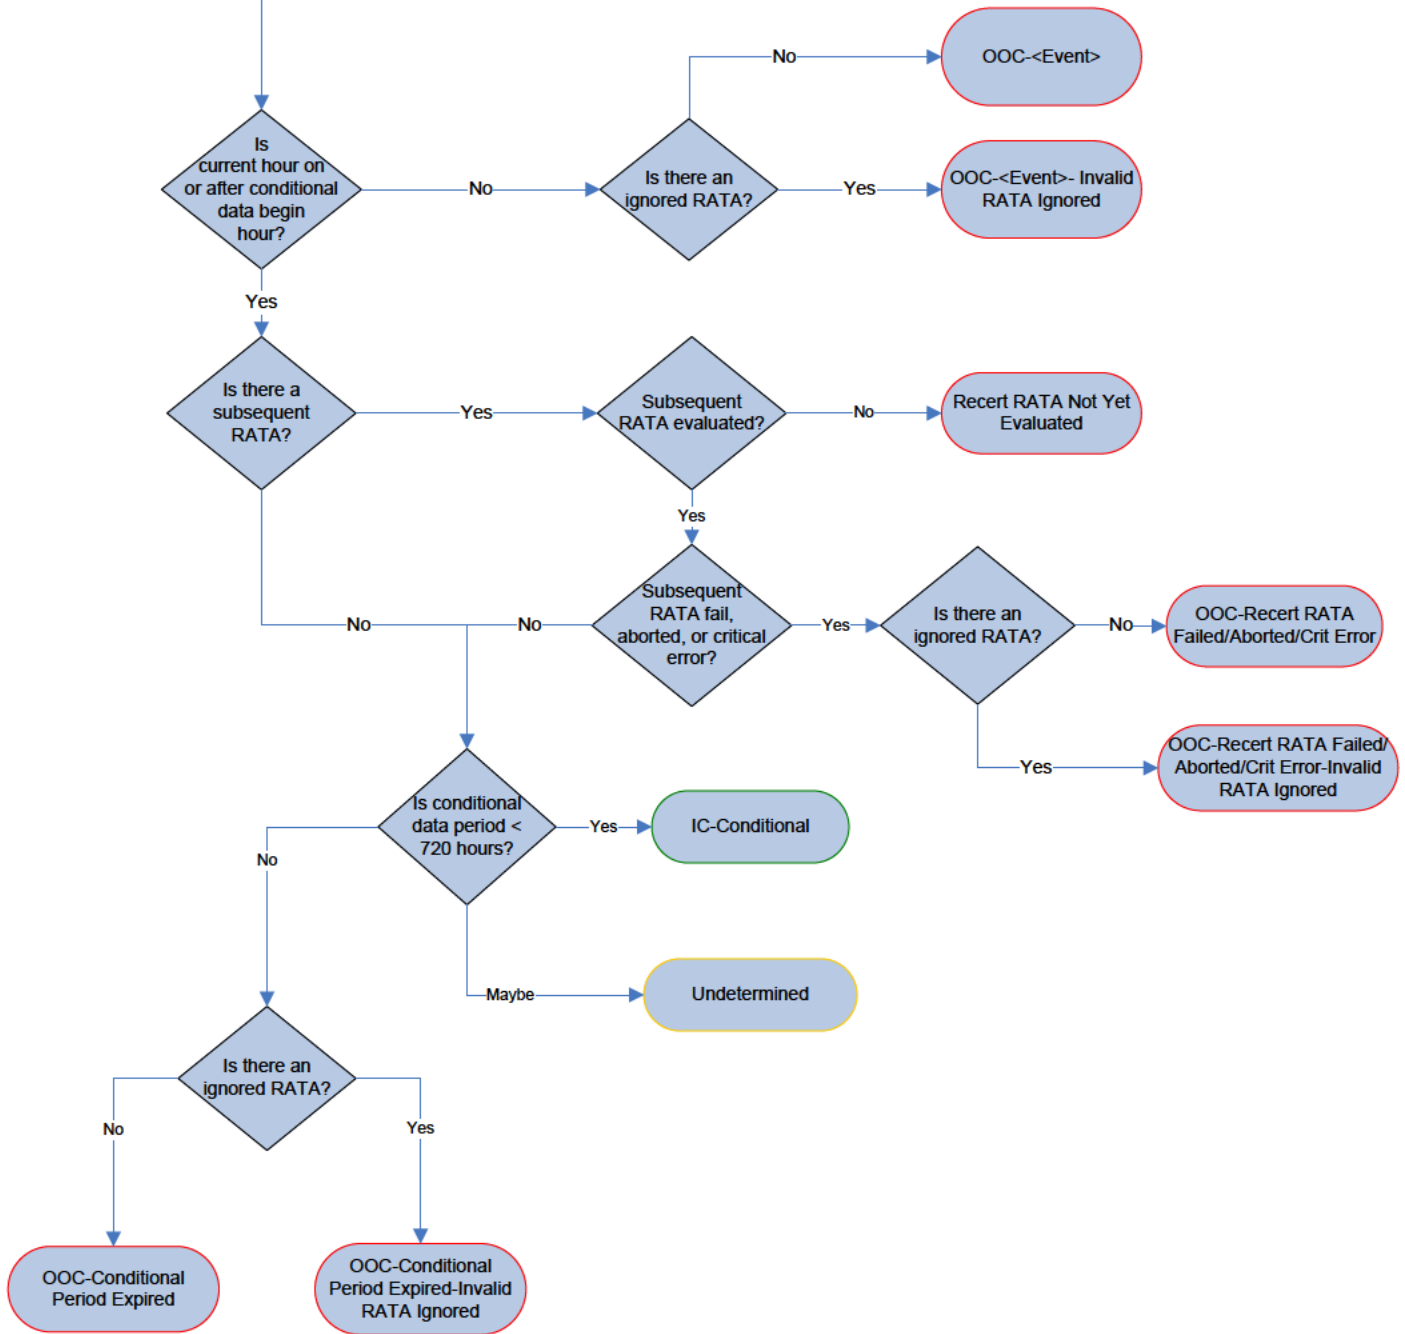 No
OOC-<Event>
Is
current hour on
or after conditional
data begin
hour?
No
Is there an
ignored RATA?
Yes
OOC-<Event>- Invalid
RATA Ignored
Yes
Is there a
subsequent
RATA?
Yes
Subsequent
RATA evaluated?
No
Recert RATA Not Yet
Evaluated
Yes
No
No
Subsequent
RATA fail,
aborted, or critical
error?
Yes
Is there an
ignored RATA?
No
OOC-Recert RATA
Failed/Aborted/Crit Error
Yes
OOC-Recert RATA Failed/
Aborted/Crit Error-Invalid
RATA Ignored
Is conditional
data period <
720 hours?
Yes
IC-Conditional
No
Maybe
Undetermined
Is there an
ignored RATA?
No
Yes
OOC-Conditional
Period Expired
OOC-Conditional
Period Expired-Invalid
RATA Ignored